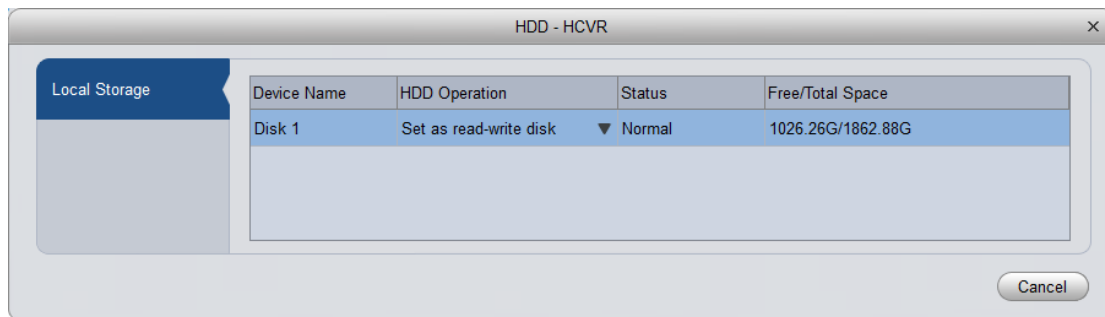 HDD - HCVR
Local Storage
Device Name HDD Operation Status Free/Total Space
Disk 1 Set as read-write disk Normal 1026.26G/1862.88G
Cancel